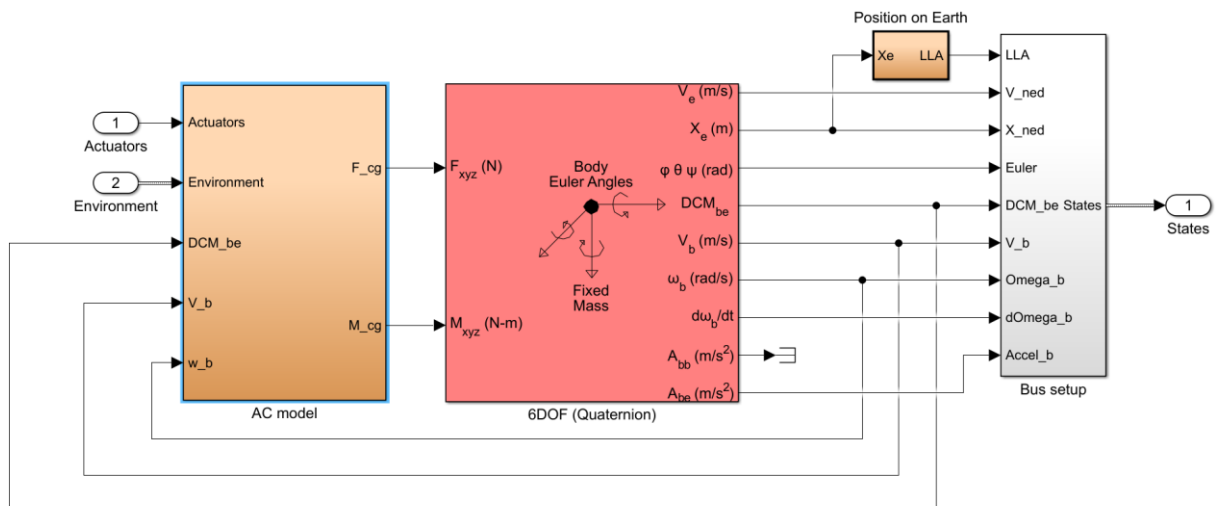 Position on Earth
Xe
LLA
LLA
1
Actuators
Actuators
2
Environment
Environment
DCM_be
V_b
w_b
F_cg
M_cg
AC model
F_xyz (N)
M_xyz (N-m)
Body
Euler Angles
Fixed
Mass
V_e (m/s)
X_e (m)
φ θ ψ (rad)
DCM_be
V_b (m/s)
ω_b (rad/s)
dω_b/dt
A_bb (m/s²)
A_be (m/s²)
6DOF (Quaternion)
V_ned
X_ned
Euler
DCM_be States
V_b
Omega_b
dOmega_b
Accel_b
Bus setup
1
States